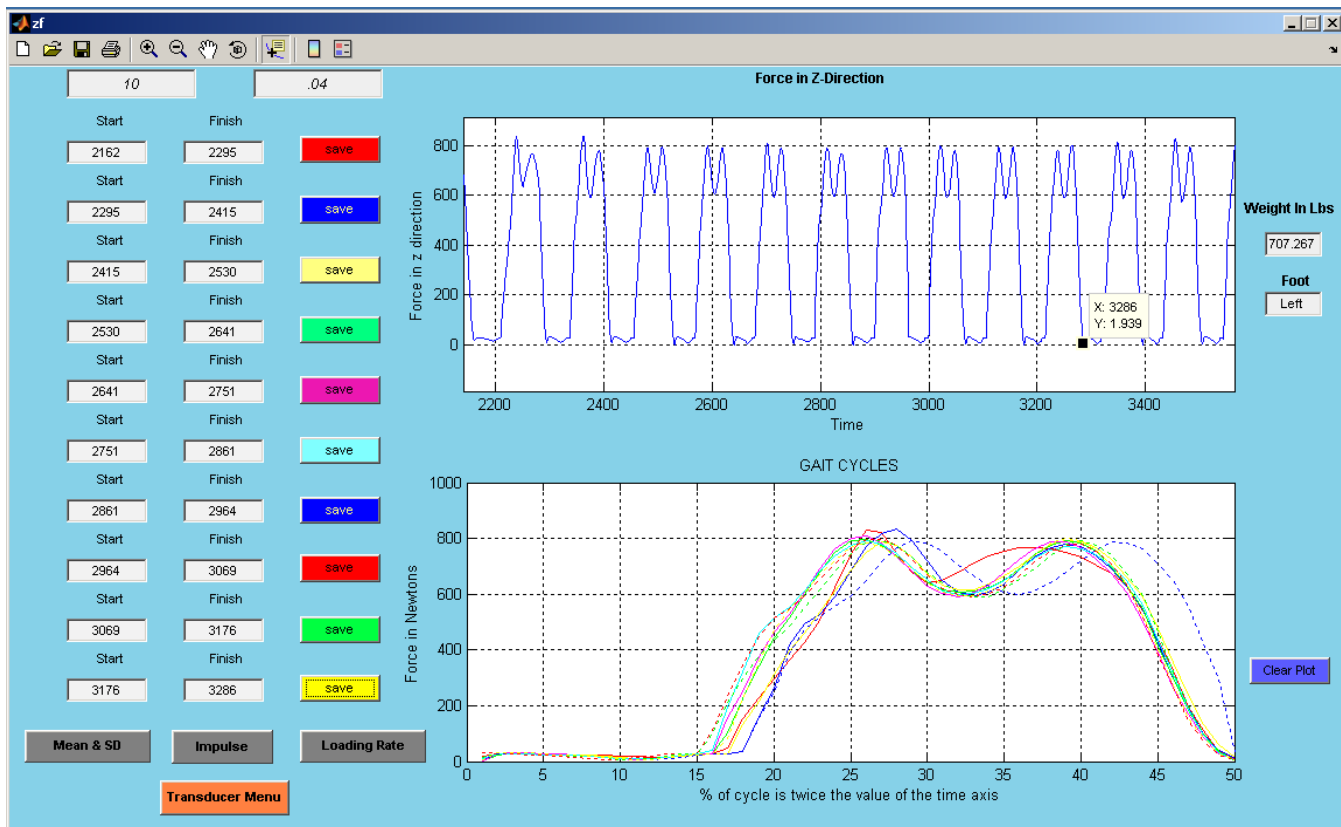 zf
10 .04
Start Finish
2162 2295 save
Start Finish
2295 2415 save
Start Finish
2415 2530 save
Start Finish
2530 2641 save
Start Finish
2641 2751 save
Start Finish
2751 2861 save
Start Finish
2861 2964 save
Start Finish
2964 3069 save
Start Finish
3069 3176 save
Start Finish
3176 3286 save
Mean & SD Impulse Loading Rate
Transducer Menu
Force in Z-Direction
Force in z direction
800
600
400
200
0
X: 3286
Y: 1.939
2200 2400 2600 2800 3000 3200 3400
Time
Weight In Lbs
707.267
Foot
Left
GAIT CYCLES
Force in Newtons
1000
800
600
400
200
0
0 5 10 15 20 25 30 35 40 45 50
% of cycle is twice the value of the time axis
Clear Plot